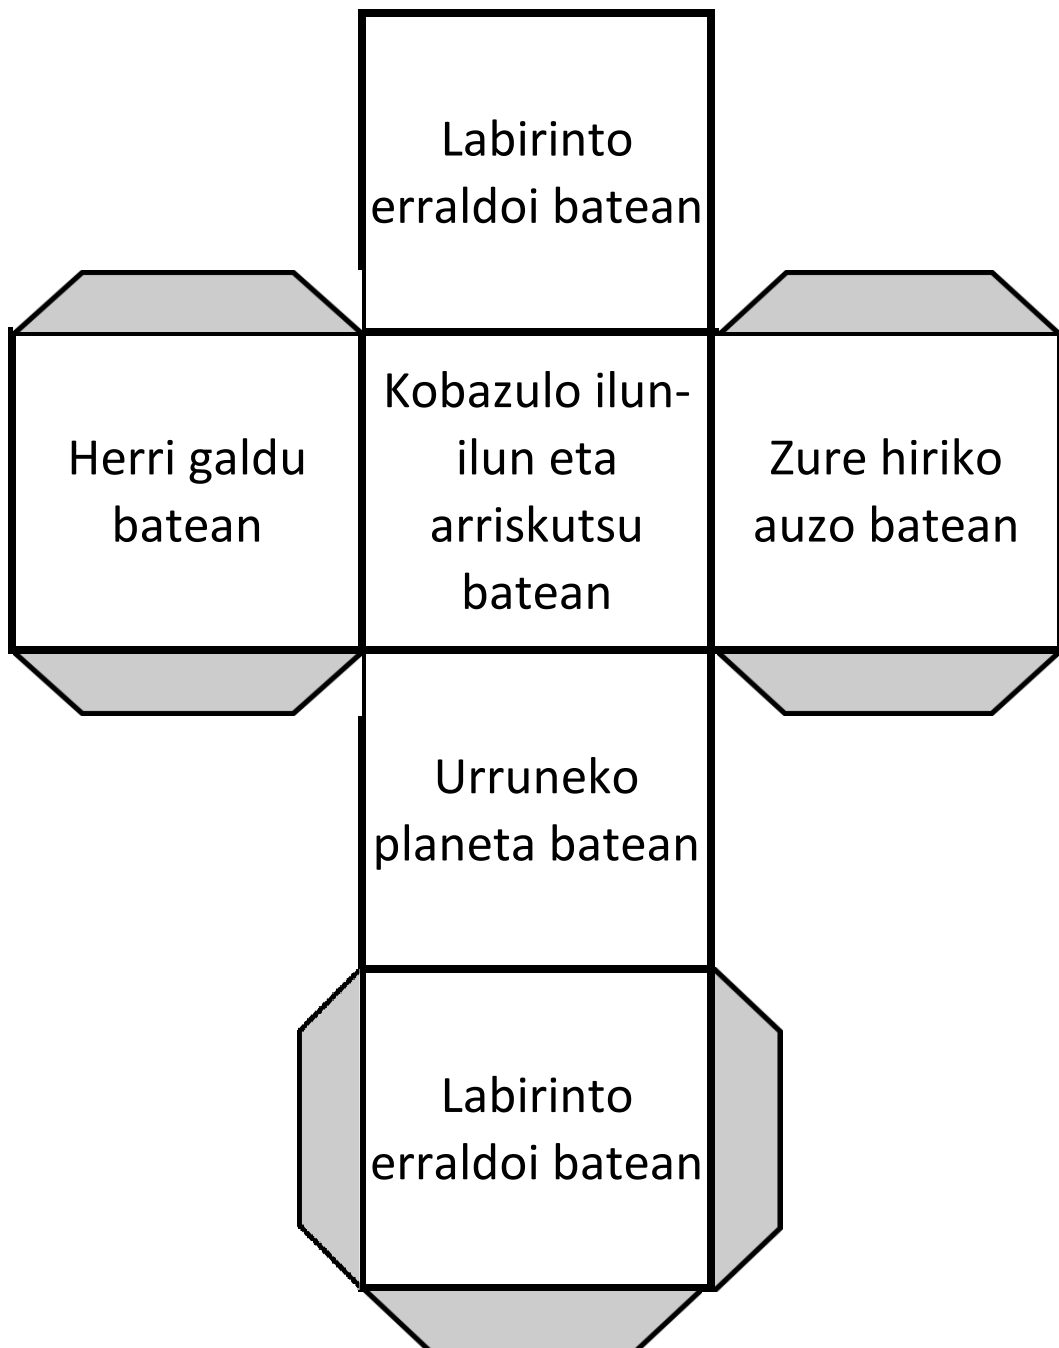 Labirinto
erraldoi batean
Herri galdu
batean
Kobazulo ilun-
ilun eta
arriskutsu
batean
Zure hiriko
auzo batean
Urruneko
planeta batean
Labirinto
erraldoi batean